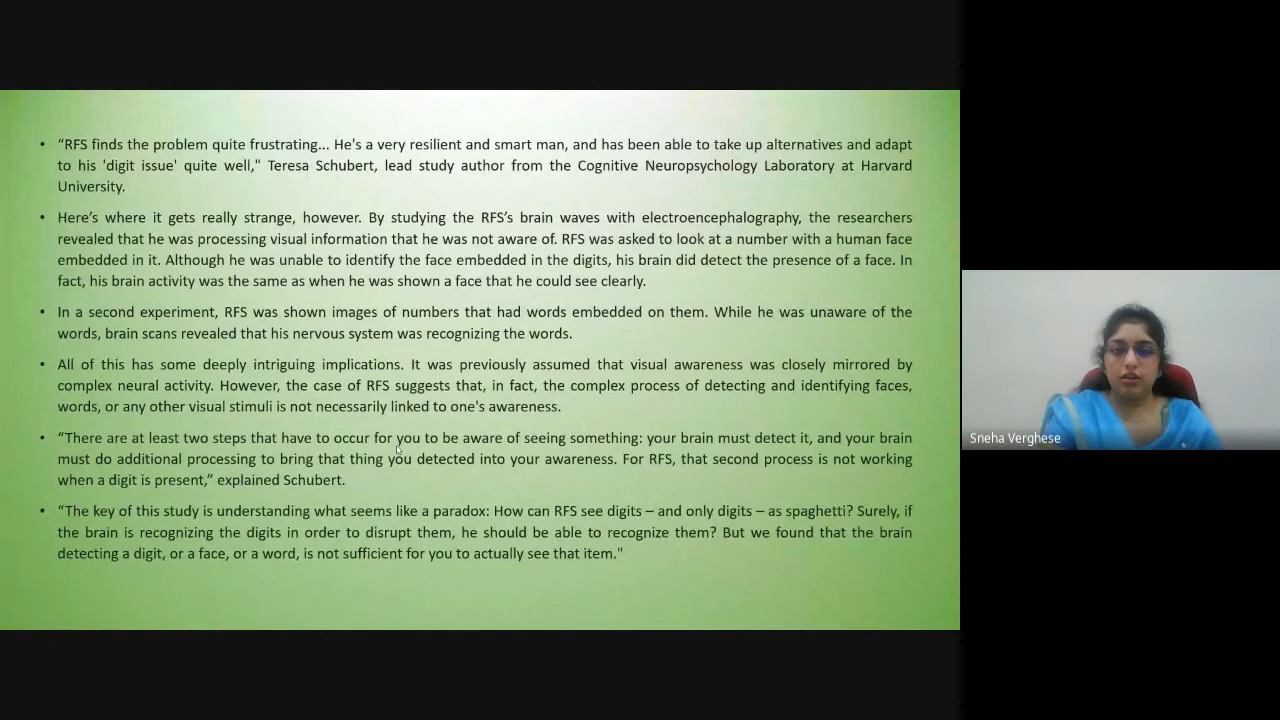 • “RFS finds the problem quite frustrating... He's a very resilient and smart man, and has been able to take up alternatives and adapt
to his 'digit issue' quite well," Teresa Schubert, lead study author from the Cognitive Neuropsychology Laboratory at Harvard
University.
• Here’s where it gets really strange, however. By studying the RFS’s brain waves with electroencephalography, the researchers
revealed that he was processing visual information that he was not aware of. RFS was asked to look at a number with a human face
embedded in it. Although he was unable to identify the face embedded in the digits, his brain did detect the presence of a face. In
fact, his brain activity was the same as when he was shown a face that he could see clearly.
• In a second experiment, RFS was shown images of numbers that had words embedded on them. While he was unaware of the
words, brain scans revealed that his nervous system was recognizing the words.
• All of this has some deeply intriguing implications. It was previously assumed that visual awareness was closely mirrored by
complex neural activity. However, the case of RFS suggests that, in fact, the complex process of detecting and identifying faces,
words, or any other visual stimuli is not necessarily linked to one's awareness.
• “There are at least two steps that have to occur for you to be aware of seeing something: your brain must detect it, and your brain
must do additional processing to bring that thing you detected into your awareness. For RFS, that second process is not working
when a digit is present,” explained Schubert.
• “The key of this study is understanding what seems like a paradox: How can RFS see digits – and only digits – as spaghetti? Surely, if
the brain is recognizing the digits in order to disrupt them, he should be able to recognize them? But we found that the brain
detecting a digit, or a face, or a word, is not sufficient for you to actually see that item."
Sneha Verghese